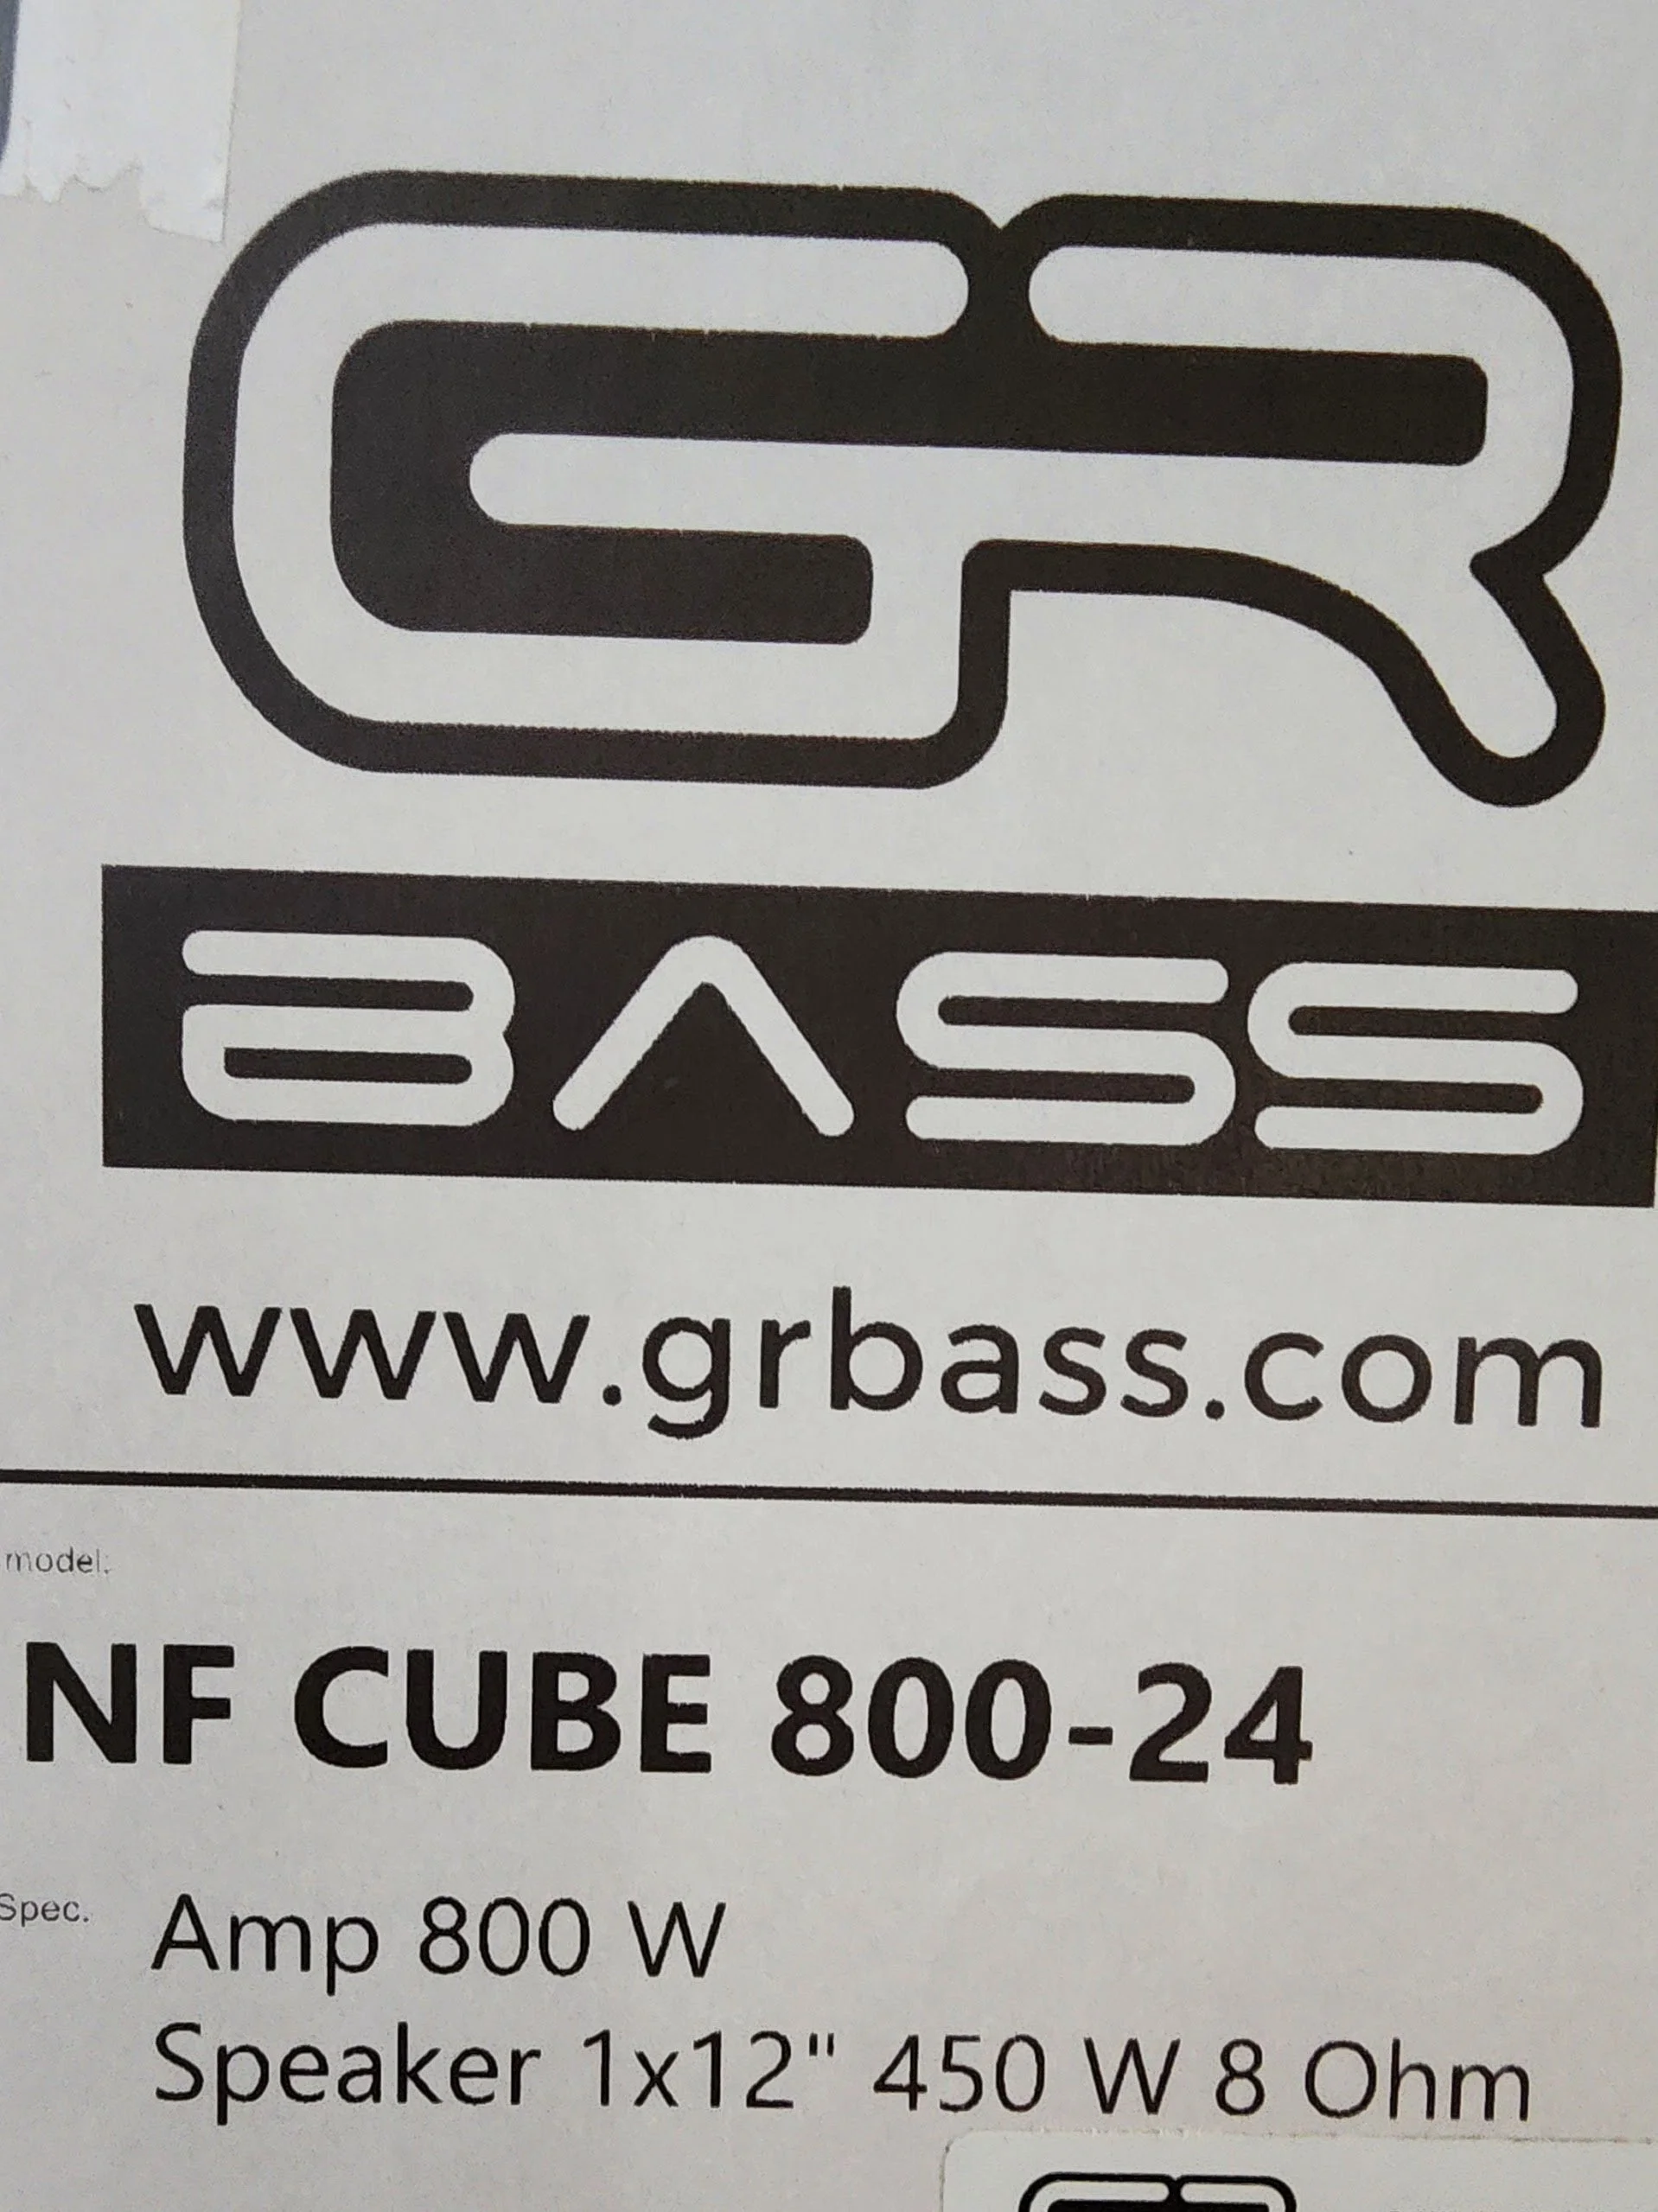 GR
BASS
www.grbass.com
model:
NF CUBE 800-24
Spec.
Amp 800 W
Speaker 1x12" 450 W 8 Ohm